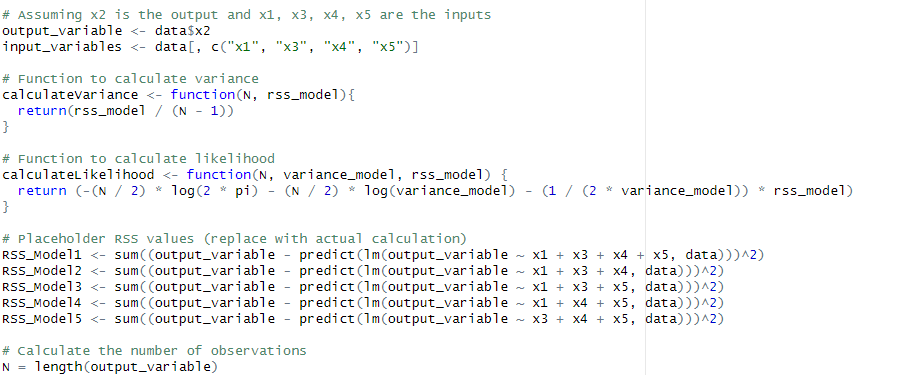 # Assuming x2 is the output and x1, x3, x4, x5 are the inputs
output_variable <- data$x2
input_variables <- data[, c("x1", "x3", "x4", "x5")]
# Function to calculate variance
calculateVariance <- function(N, rss_model){
return(rss_model / (N - 1))
}
# Function to calculate likelihood
calculateLikelihood <- function(N, variance_model, rss_model) {
return (-(N / 2) * log(2 * pi) - (N / 2) * log(variance_model) - (1 / (2 * variance_model)) * rss_model)
}
# Placeholder RSS values (replace with actual calculation)
RSS_Model1 <- sum((output_variable - predict(lm(output_variable ~ x1 + x3 + x4 + x5, data)))^2)
RSS_Model2 <- sum((output_variable - predict(lm(output_variable ~ x1 + x3 + x4, data)))^2)
RSS_Model3 <- sum((output_variable - predict(lm(output_variable ~ x1 + x3 + x5, data)))^2)
RSS_Model4 <- sum((output_variable - predict(lm(output_variable ~ x1 + x4 + x5, data)))^2)
RSS_Model5 <- sum((output_variable - predict(lm(output_variable ~ x3 + x4 + x5, data)))^2)
# Calculate the number of observations
N = length(output_variable)